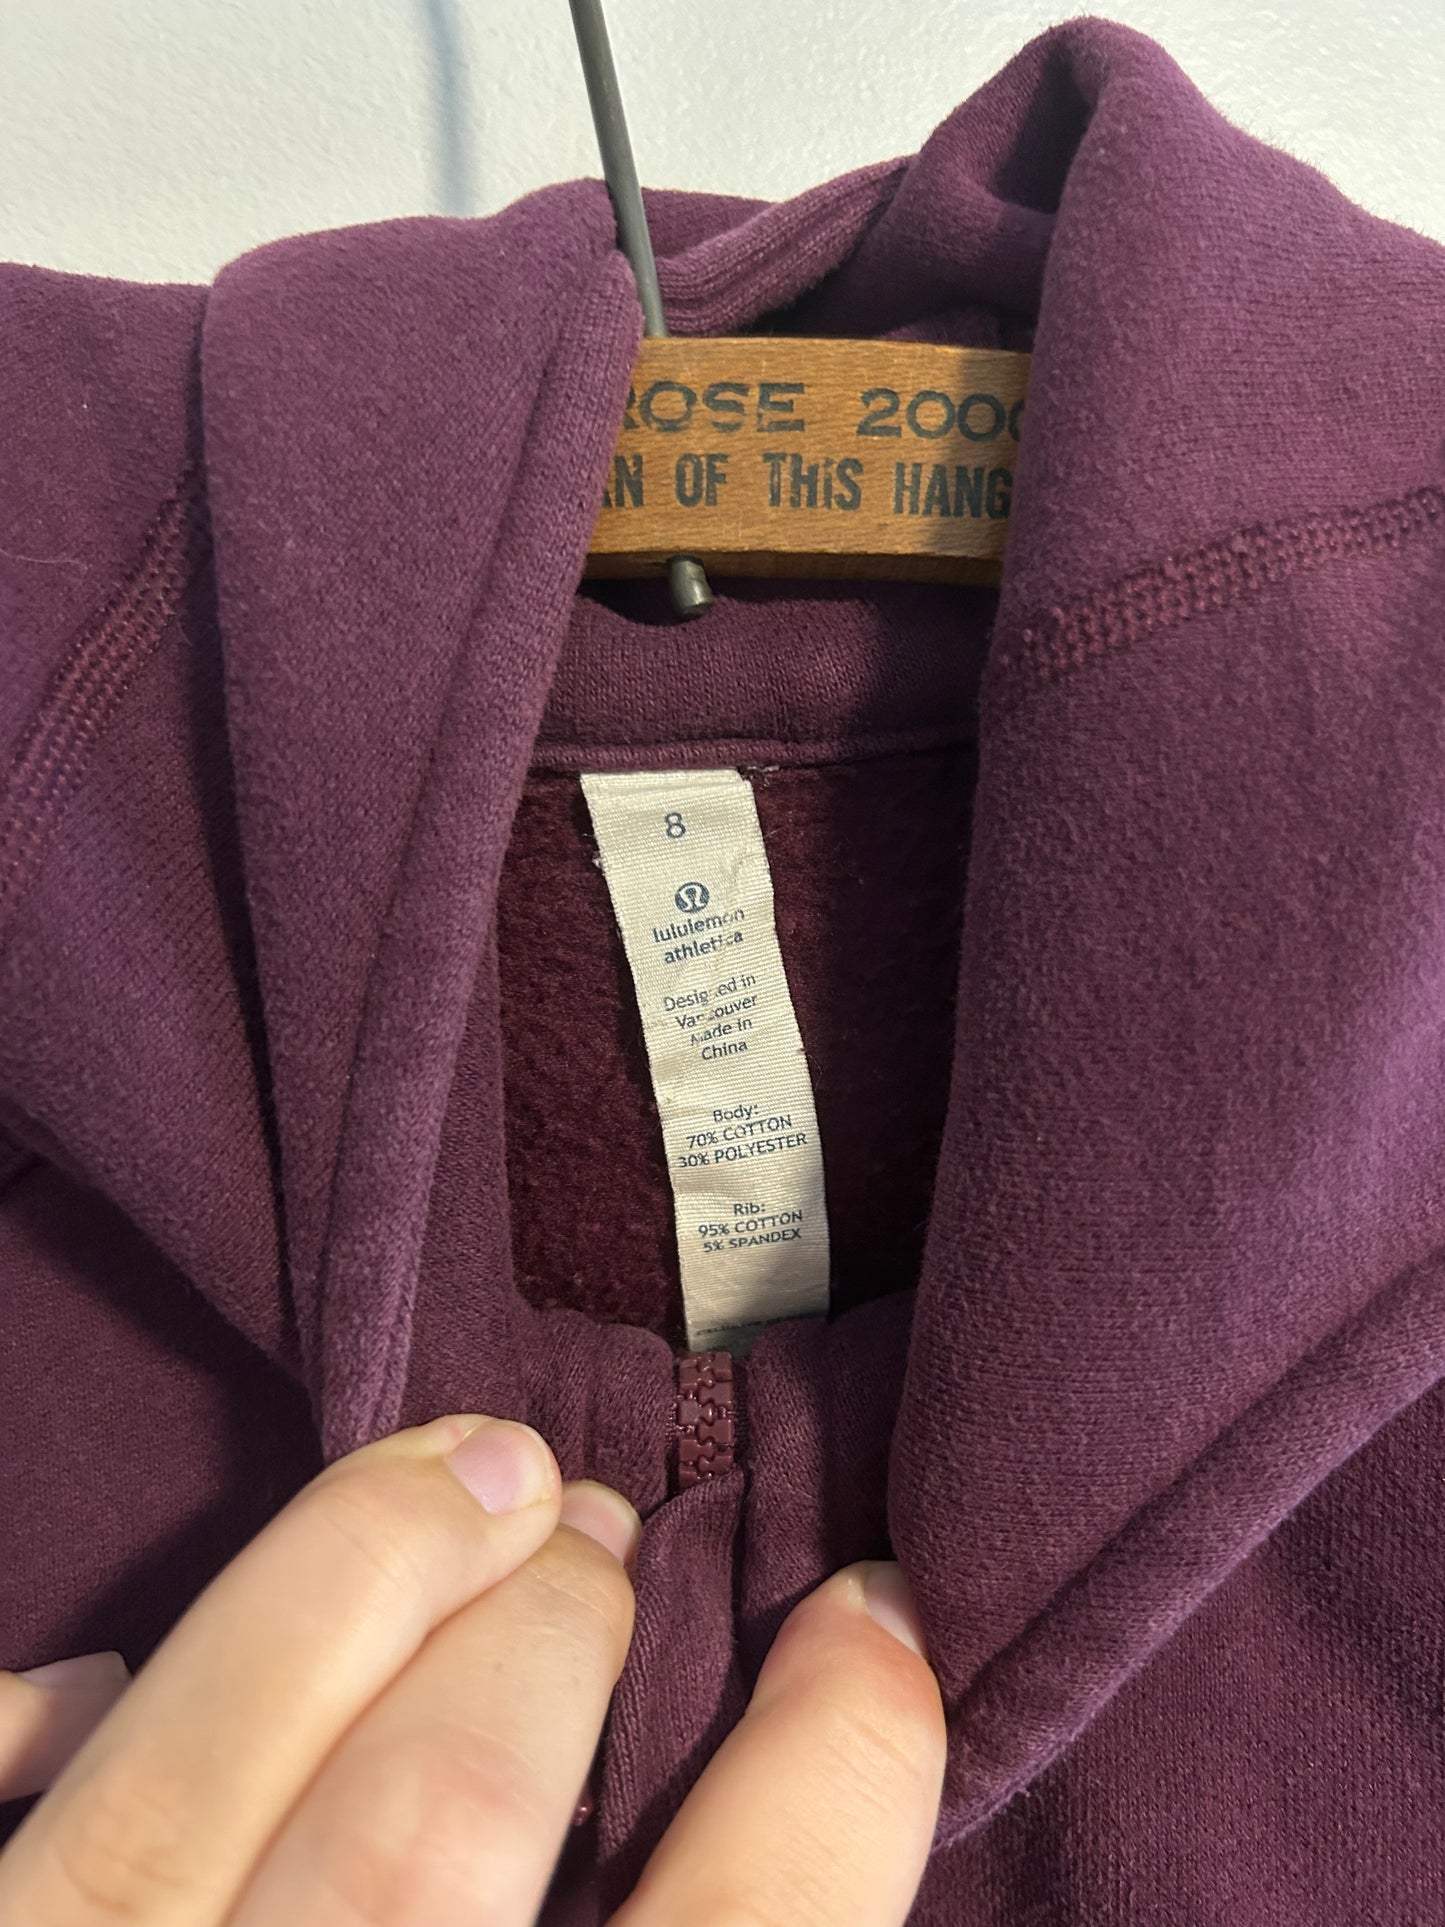 ROSE 2000
AN OF THIS HANG
8
lululemon
athletica
Designed in
Vancouver
Made in
China
Body:
70% COTTON
30% POLYESTER
Rib:
95% COTTON
5% SPANDEX